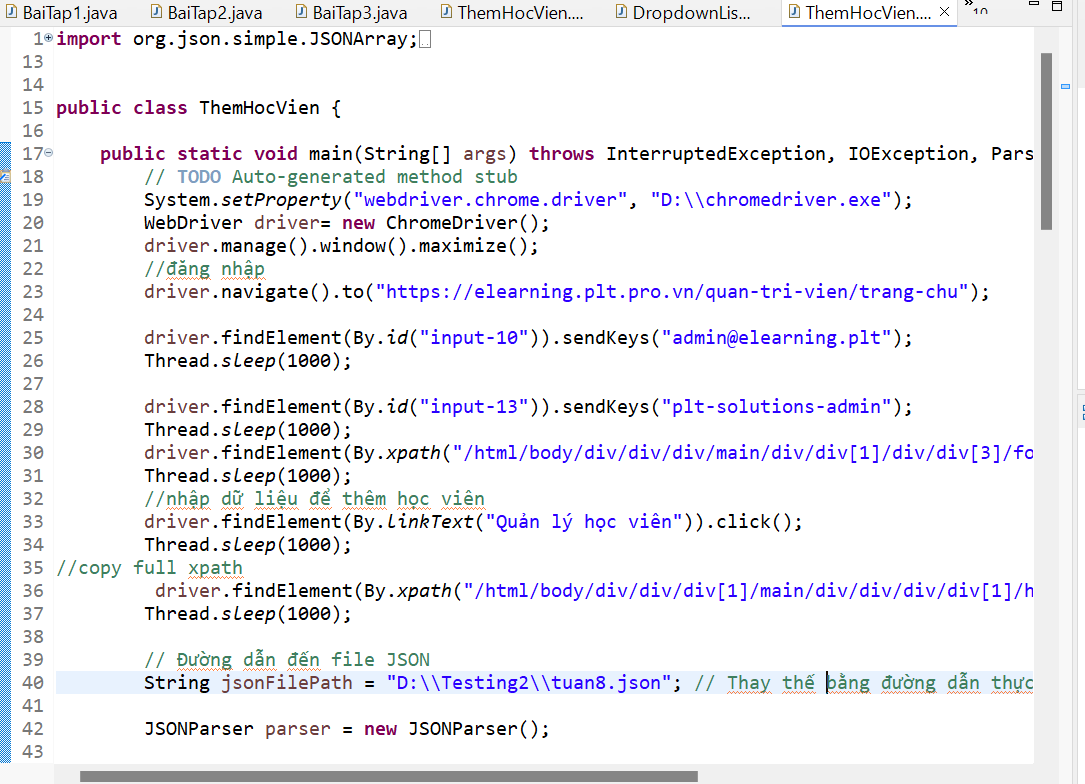 BaiTap1.java BaiTap2.java BaiTap3.java ThemHocVien.... DropdownLis... ThemHocVien.... » 10
1 import org.json.simple.JSONArray;
13
14
15 public class ThemHocVien {
16
17 public static void main(String[] args) throws InterruptedException, IOException, Pars
18 // TODO Auto-generated method stub
19 System.setProperty("webdriver.chrome.driver", "D:\\chromedriver.exe");
20 WebDriver driver= new ChromeDriver();
21 driver.manage().window().maximize();
22 //đăng nhập
23 driver.navigate().to("https://elearning.plt.pro.vn/quan-tri-vien/trang-chu");
24
25 driver.findElement(By.id("input-10")).sendKeys("admin@elearning.plt");
26 Thread.sleep(1000);
27
28 driver.findElement(By.id("input-13")).sendKeys("plt-solutions-admin");
29 Thread.sleep(1000);
30 driver.findElement(By.xpath("/html/body/div/div/div/main/div/div[1]/div/div[3]/fo
31 Thread.sleep(1000);
32 //nhập dữ liệu để thêm học viên
33 driver.findElement(By.linkText("Quản lý học viên")).click();
34 Thread.sleep(1000);
35 //copy full xpath
36 driver.findElement(By.xpath("/html/body/div/div/div[1]/main/div/div/div/div[1]/h
37 Thread.sleep(1000);
38
39 // Đường dẫn đến file JSON
40 String jsonFilePath = "D:\\Testing2\\tuan8.json"; // Thay thế bằng đường dẫn thực
41
42 JSONParser parser = new JSONParser();
43